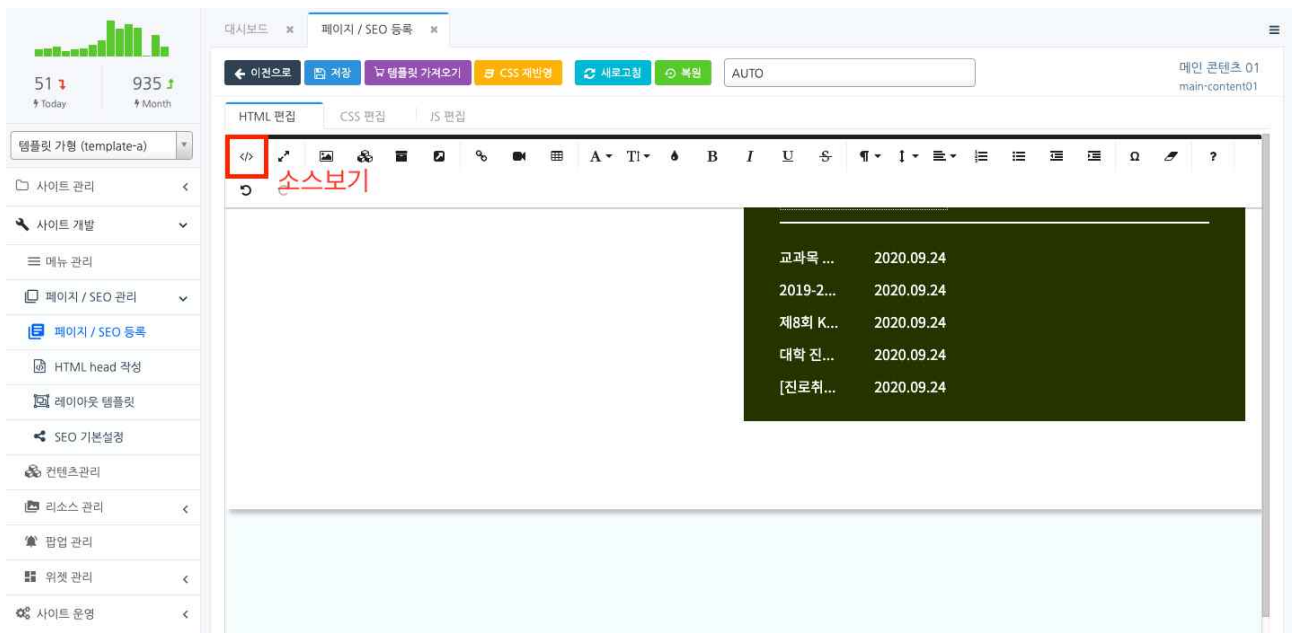 대시보드 ×
페이지 / SEO 등록 ×
51
Today
935
Month
템플릿 가형 (template-a)
사이트 관리
사이트 개발
메뉴 관리
페이지 / SEO 관리
페이지 / SEO 등록
HTML head 작성
레이아웃 템플릿
SEO 기본설정
컨텐츠관리
리소스 관리
팝업 관리
위젯 관리
사이트 운영
이전으로 저장 템플릿 가져오기 CSS 재반영 새로고침 복원 AUTO
메인 콘텐츠 01
main-content01
HTML 편집 CSS 편집 JS 편집
</> A TI B I U S ¶ Ω ?
소스보기
교과목 ... 2020.09.24
2019-2... 2020.09.24
제8회 K... 2020.09.24
대학 진... 2020.09.24
[진로취... 2020.09.24